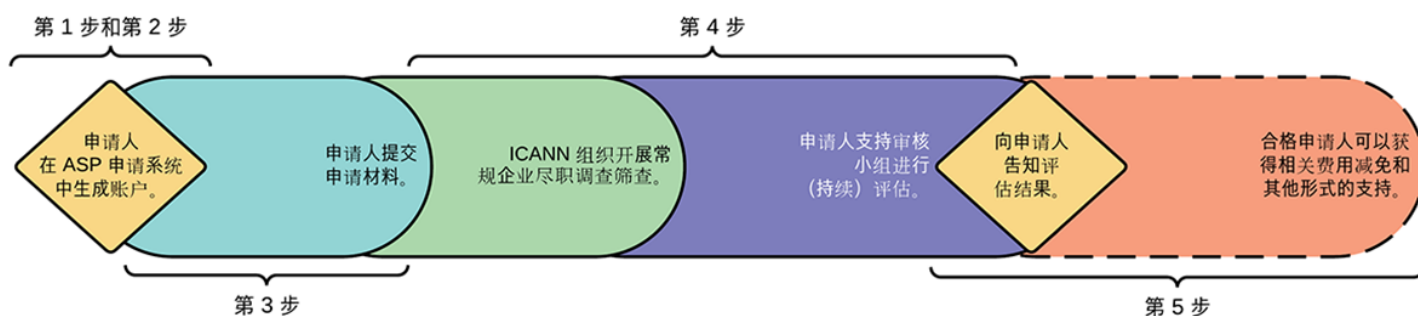 第 1 步和第 2 步
第 4 步
申请人
在 ASP 申请系统
中生成账户。
申请人提交
申请材料。
ICANN 组织开展常
规企业尽职调查筛查。
申请人支持审核
小组进行
（持续）评估。
向申请人
告知评
估结果。
合格申请人可以获
得相关费用减免和
其他形式的支持。
第 3 步
第 5 步